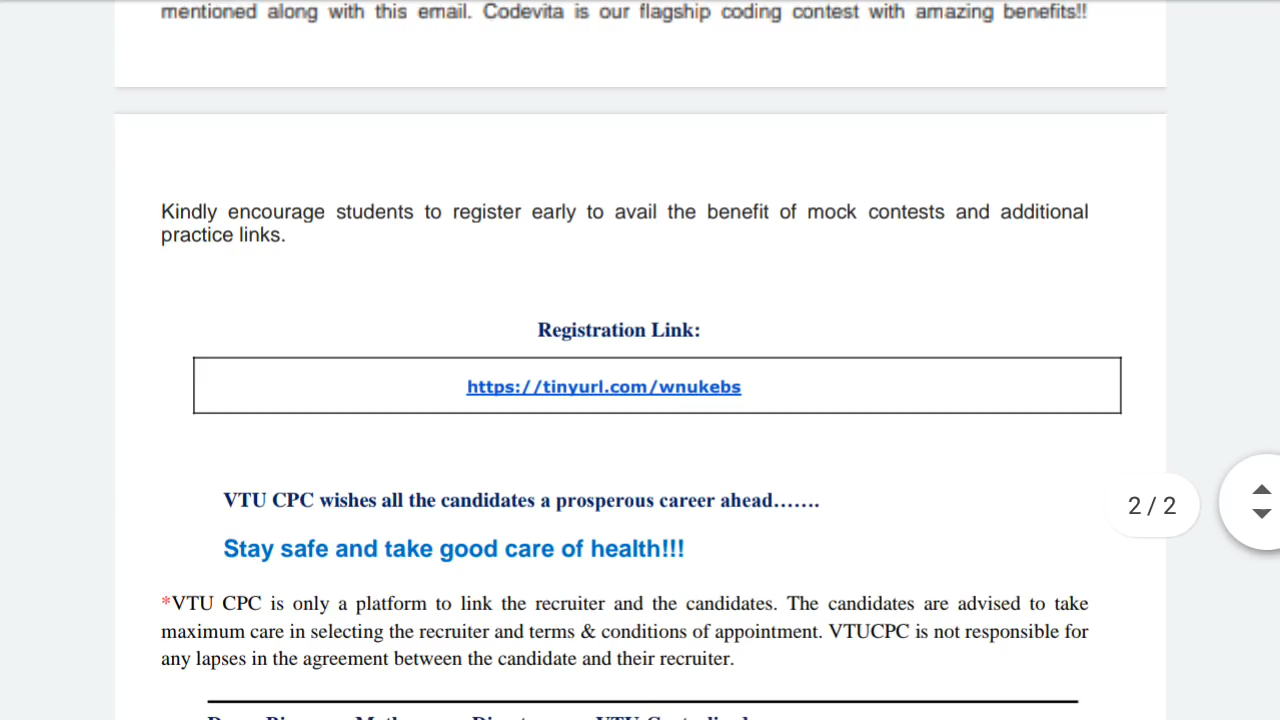 mentioned along with this email. Codevita is our flagship coding contest with amazing benefits!!
Kindly encourage students to register early to avail the benefit of mock contests and additional
practice links.
Registration Link:
https://tinyurl.com/wnukebs
VTU CPC wishes all the candidates a prosperous career ahead…….
2 / 2
Stay safe and take good care of health!!!
*VTU CPC is only a platform to link the recruiter and the candidates. The candidates are advised to take
maximum care in selecting the recruiter and terms & conditions of appointment. VTUCPC is not responsible for
any lapses in the agreement between the candidate and their recruiter.